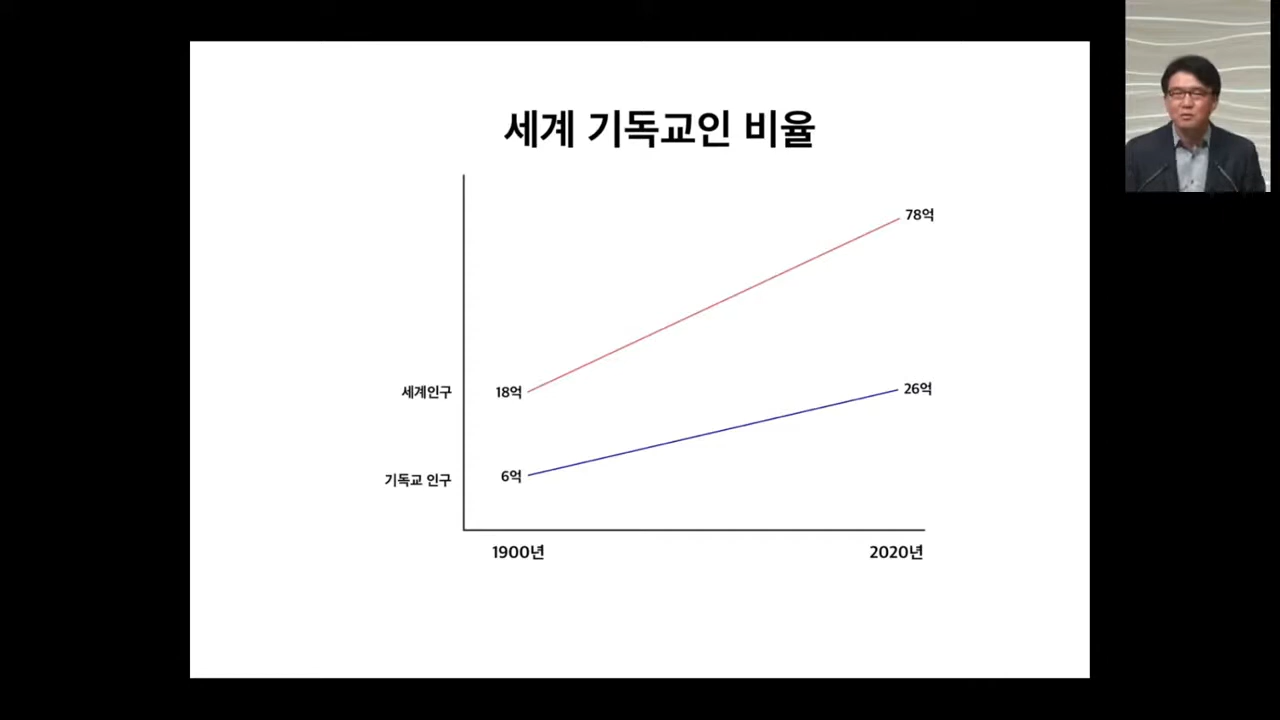 세계 기독교인 비율
78억
세계인구 18억
26억
기독교 인구 6억
1900년 2020년